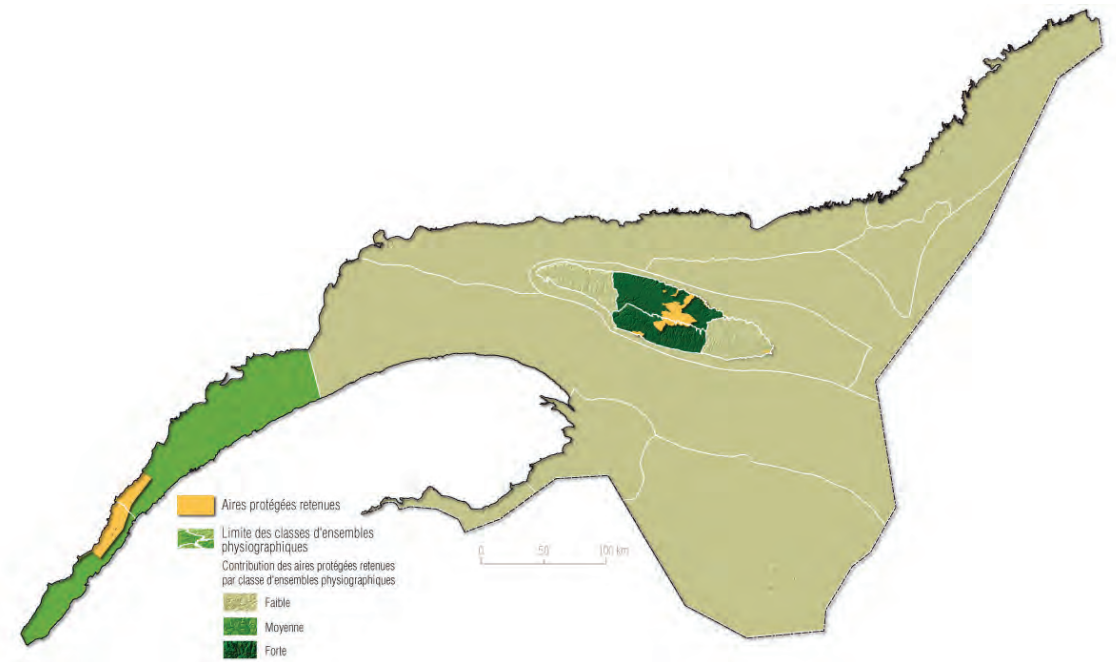 Aires protégées retenues
Limite des classes d'ensembles
physiographiques
Contribution des aires protégées retenues
par classe d'ensembles physiographiques
Faible
Moyenne
Forte
0 50 100 km